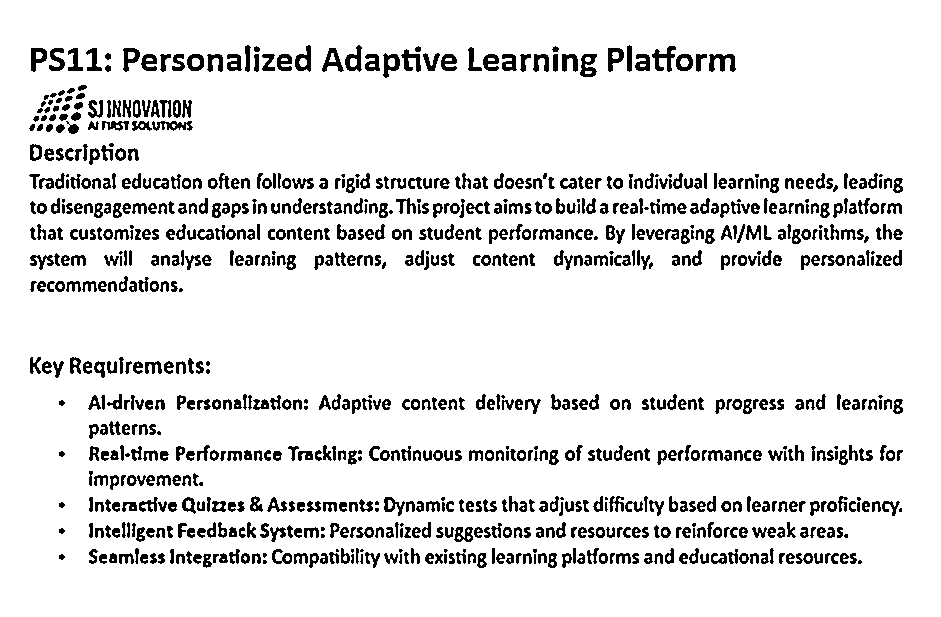 PS11: Personalized Adaptive Learning Platform
SJ INNOVATION
AI FIRST SOLUTIONS
Description
Traditional education often follows a rigid structure that doesn't cater to individual learning needs, leading
to disengagement and gaps in understanding. This project aims to build a real-time adaptive learning platform
that customizes educational content based on student performance. By leveraging AI/ML algorithms, the
system will analyse learning patterns, adjust content dynamically, and provide personalized
recommendations.
Key Requirements:
• AI-driven Personalization: Adaptive content delivery based on student progress and learning
patterns.
• Real-time Performance Tracking: Continuous monitoring of student performance with insights for
improvement.
• Interactive Quizzes & Assessments: Dynamic tests that adjust difficulty based on learner proficiency.
• Intelligent Feedback System: Personalized suggestions and resources to reinforce weak areas.
• Seamless Integration: Compatibility with existing learning platforms and educational resources.